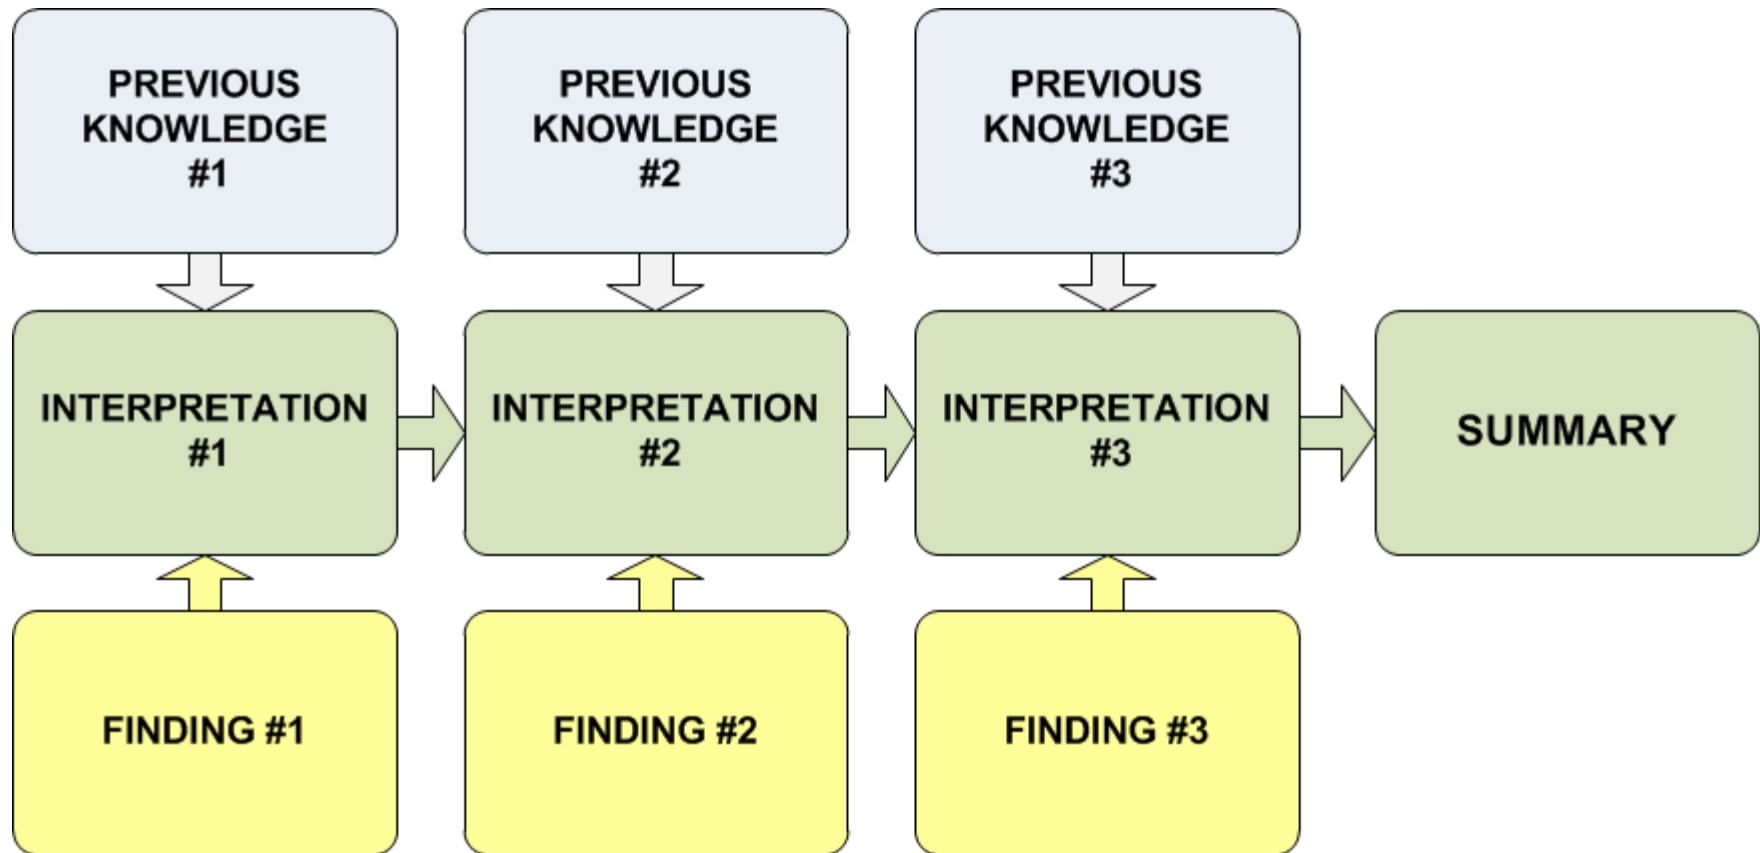 PREVIOUS
KNOWLEDGE
#1
PREVIOUS
KNOWLEDGE
#2
PREVIOUS
KNOWLEDGE
#3
INTERPRETATION
#1
INTERPRETATION
#2
INTERPRETATION
#3
SUMMARY
FINDING #1
FINDING #2
FINDING #3